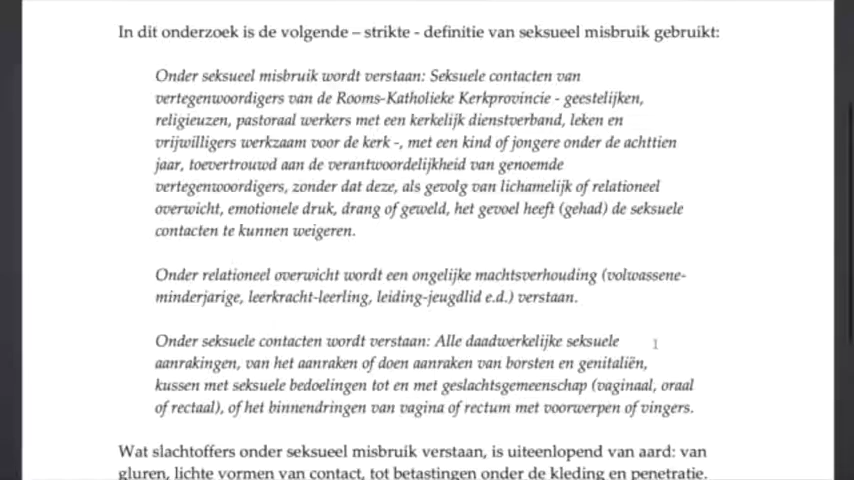 In dit onderzoek is de volgende – strikte - definitie van seksueel misbruik gebruikt:
Onder seksueel misbruik wordt verstaan: Seksuele contacten van
vertegenwoordigers van de Rooms-Katholieke Kerkprovincie - geestelijken,
religieuzen, pastoraal werkers met een kerkelijk dienstverband, leken en
vrijwilligers werkzaam voor de kerk -, met een kind of jongere onder de achttien
jaar, toevertrouwd aan de verantwoordelijkheid van genoemde
vertegenwoordigers, zonder dat deze, als gevolg van lichamelijk of relationeel
overwicht, emotionele druk, drang of geweld, het gevoel heeft (gehad) de seksuele
contacten te kunnen weigeren.
Onder relationeel overwicht wordt een ongelijke machtsverhouding (volwassene-
minderjarige, leerkracht-leerling, leiding-jeugdlid e.d.) verstaan.
Onder seksuele contacten wordt verstaan: Alle daadwerkelijke seksuele
aanrakingen, van het aanraken of doen aanraken van borsten en genitaliën,
kussen met seksuele bedoelingen tot en met geslachtsgemeenschap (vaginaal, oraal
of rectaal), of het binnendringen van vagina of rectum met voorwerpen of vingers.
Wat slachtoffers onder seksueel misbruik verstaan, is uiteenlopend van aard: van
gluren, lichte vormen van contact, tot betastingen onder de kleding en penetratie.